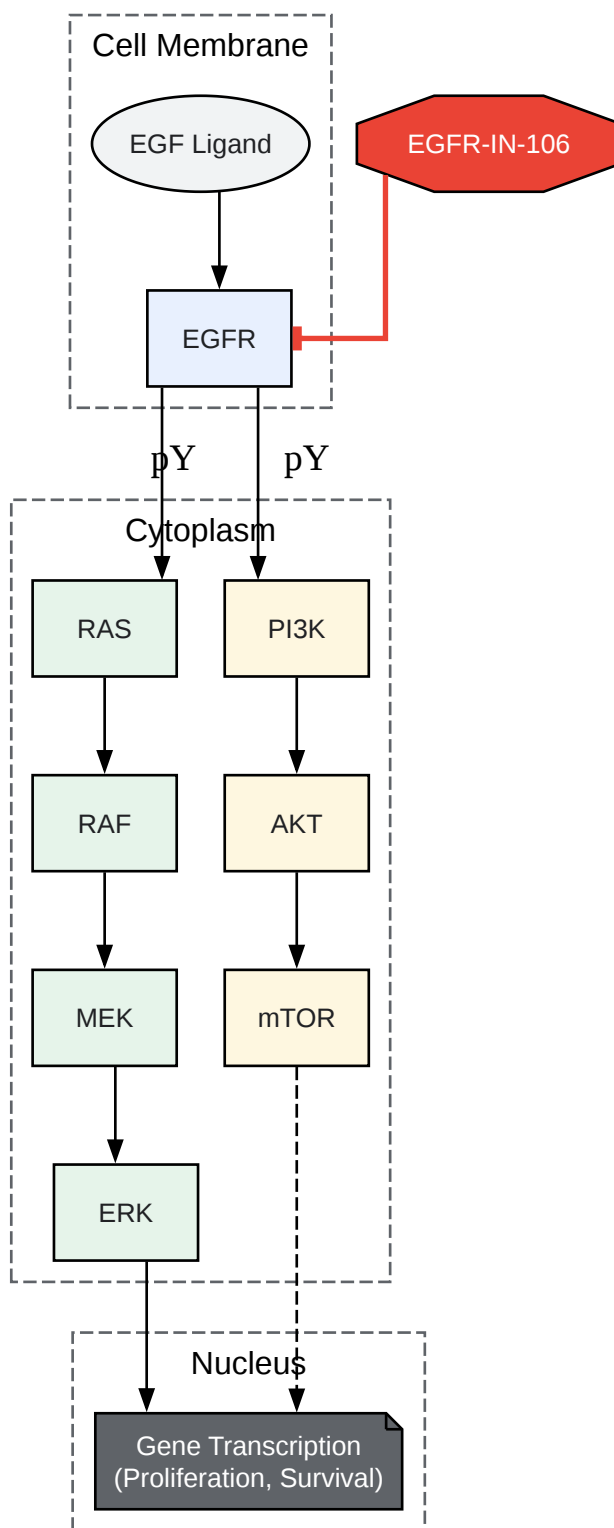 Cell Membrane
EGF Ligand
EGFR-IN-106
EGFR
pY
pY
Cytoplasm
RAS
PI3K
RAF
AKT
MEK
mTOR
ERK
Nucleus
Gene Transcription
(Proliferation, Survival)